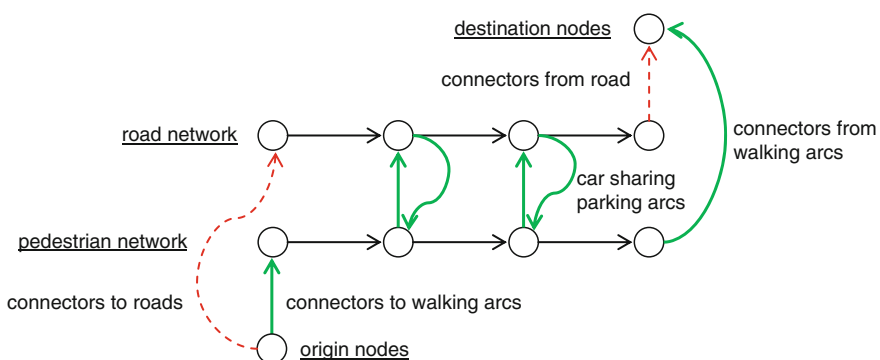 destination nodes
connectors from road
road network
connectors from
walking arcs
car sharing
parking arcs
pedestrian network
connectors to roads
connectors to walking arcs
origin nodes